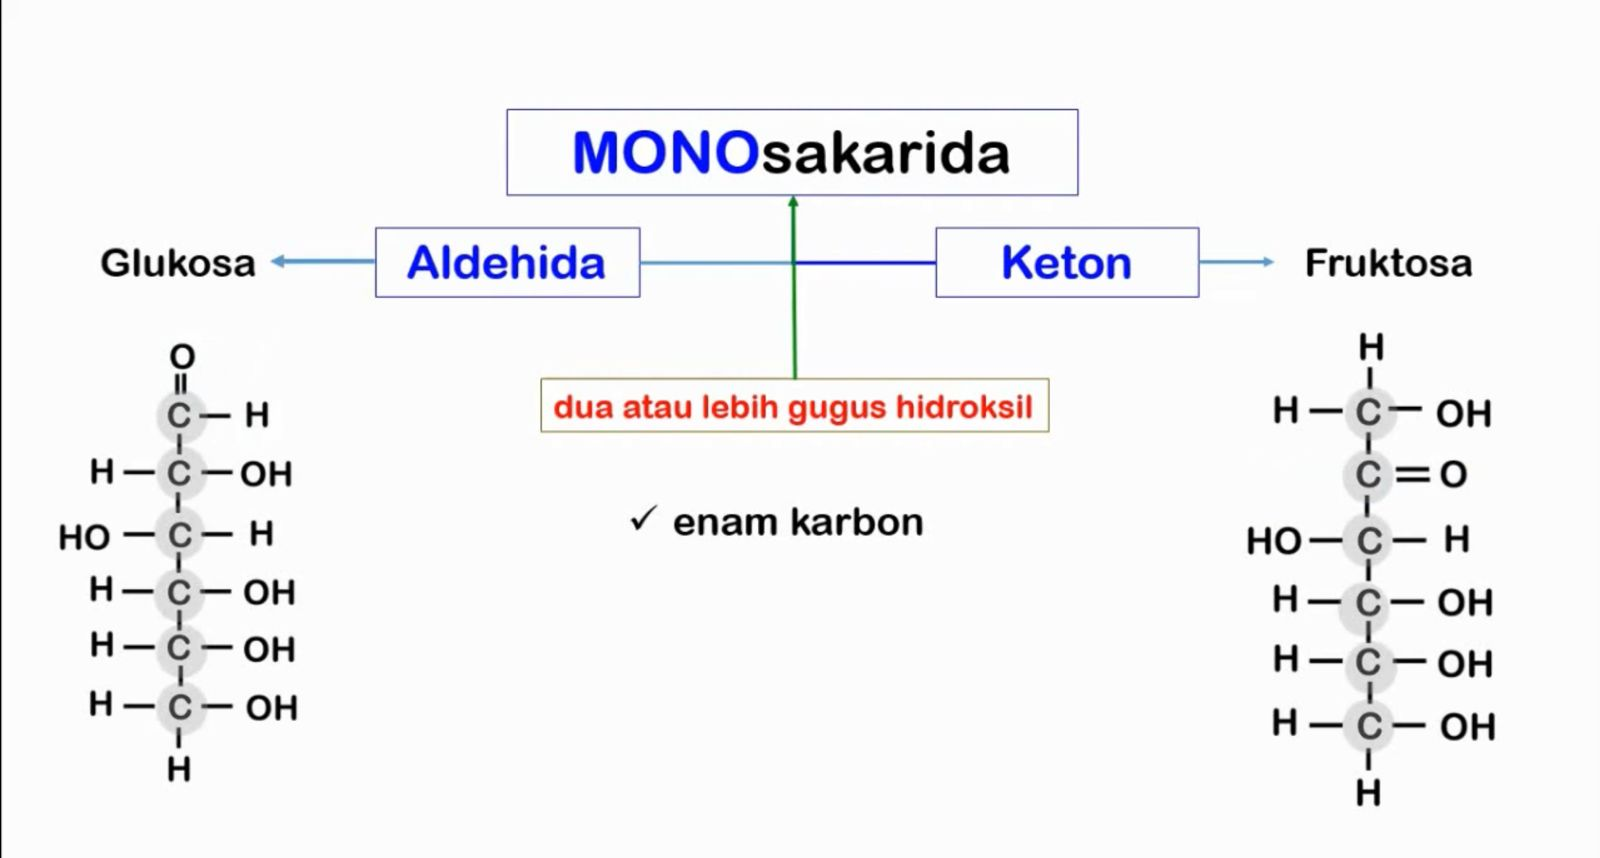 MONOsakarida
Glukosa
Aldehida
Keton
Fruktosa
dua atau lebih gugus hidroksil
✓ enam karbon
O
C H
H C OH
HO C H
H C OH
H C OH
H C OH
H
H
H C OH
C=O
HO C H
H C OH
H C OH
H C OH
H